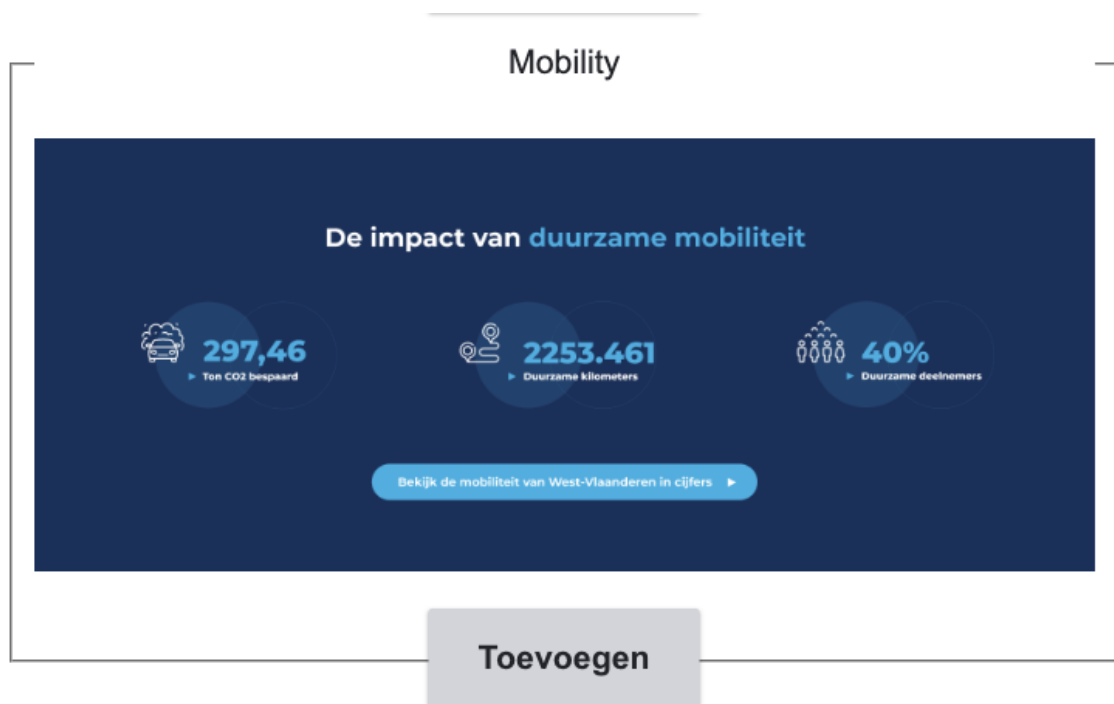 Mobility
De impact van duurzame mobiliteit
297,46
Ton CO2 bespaard
2253.461
Duurzame kilometers
40%
Duurzame deelnemers
Bekijk de mobiliteit van West-Vlaanderen in cijfers
Toevoegen